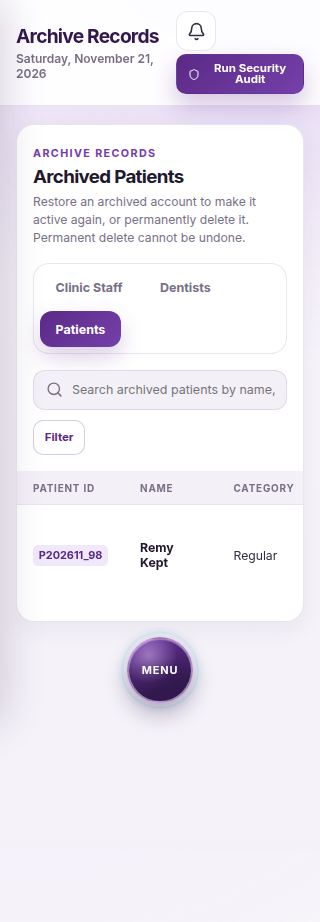 Archive Records
Saturday, November 21,
2026
Run Security
Audit
ARCHIVE RECORDS
Archived Patients
Restore an archived account to make it
active again, or permanently delete it.
Permanent delete cannot be undone.
Clinic Staff
Dentists
Patients
Search archived patients by name,
Filter
PATIENT ID
NAME
CATEGORY
P202611_98
Remy
Kept
Regular
MENU